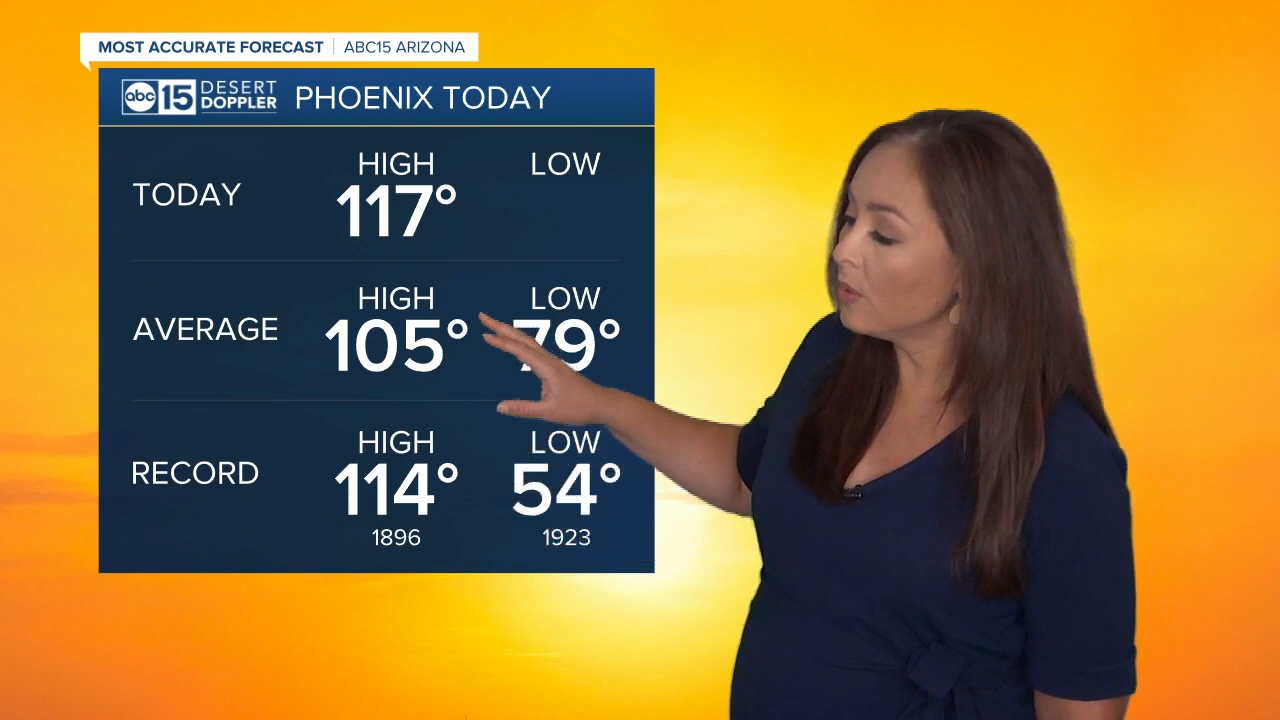 MOST ACCURATE FORECAST | ABC15 ARIZONA
abc 15 DESERT DOPPLER PHOENIX TODAY
HIGH LOW
TODAY 117°
HIGH LOW
AVERAGE 105° 79°
HIGH LOW
RECORD 114° 54°
1896 1923